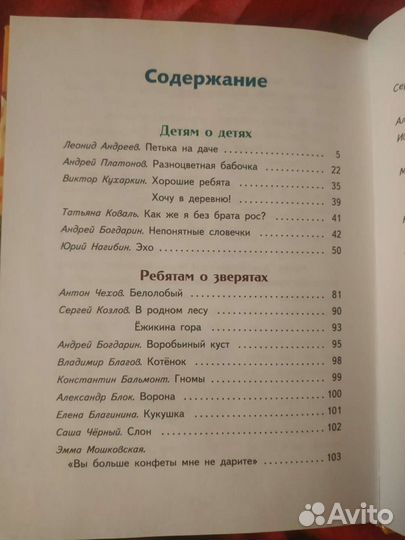 Содержание
Детям о детях
Леонид Андреев. Петька на даче 5
Андрей Платонов. Разноцветная бабочка 22
Виктор Кухаркин. Хорошие ребята 35
Хочу в деревню! 39
Татьяна Коваль. Как же я без брата рос? 41
Андрей Богдарин. Непонятные словечки 42
Юрий Нагибин. Эхо 50
Ребятам о зверятах
Антон Чехов. Белолобый 81
Сергей Козлов. В родном лесу 90
Ёжикина гора 93
Андрей Богдарин. Воробьиный куст 95
Владимир Благов. Котёнок 98
Константин Бальмонт. Гномы 99
Александр Блок. Ворона 100
Елена Благинина. Кукушка 101
Саша Чёрный. Слон 102
Эмма Мошковская.
«Вы больше конфеты мне не дарите» 103
Avito